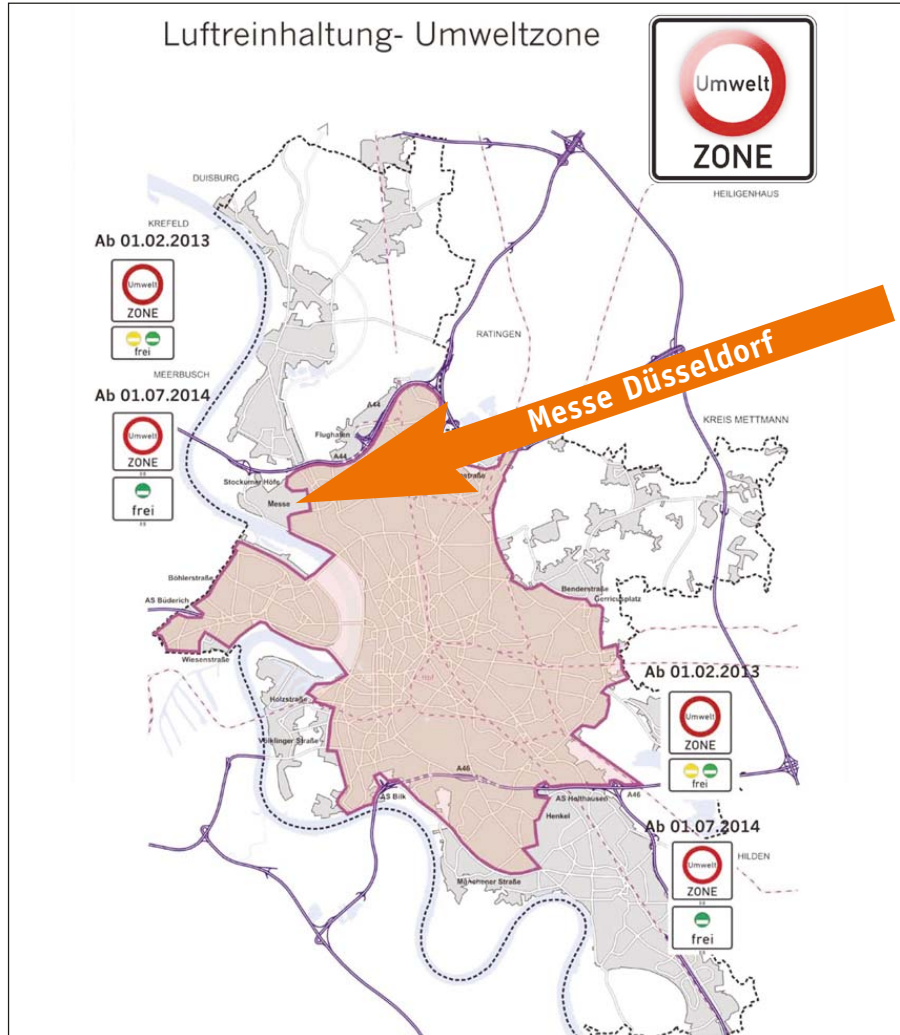 Luftreinhaltung- Umweltzone
Umwelt
ZONE
HEILIGENHAUS
DUISBURG
KREFELD
Ab 01.02.2013
Umwelt
ZONE
frei
MEERBUSCH
Ab 01.07.2014
Umwelt
ZONE
frei
RATINGEN
Messe Düsseldorf
KREIS METTMANN
A44
Flughafen
A44
Stockumer Höfe
Messe
Böhlerstraße
AS Büderich
Wiesenstraße
Benderstraße
Gerricusplatz
Hbf
Holzstraße
Völklinger Straße
Ab 01.02.2013
Umwelt
ZONE
frei
A46
AS Bilk
AS Holthausen
A46
Henkel
Ab 01.07.2014
Umwelt
ZONE
frei
HILDEN
Münchener Straße